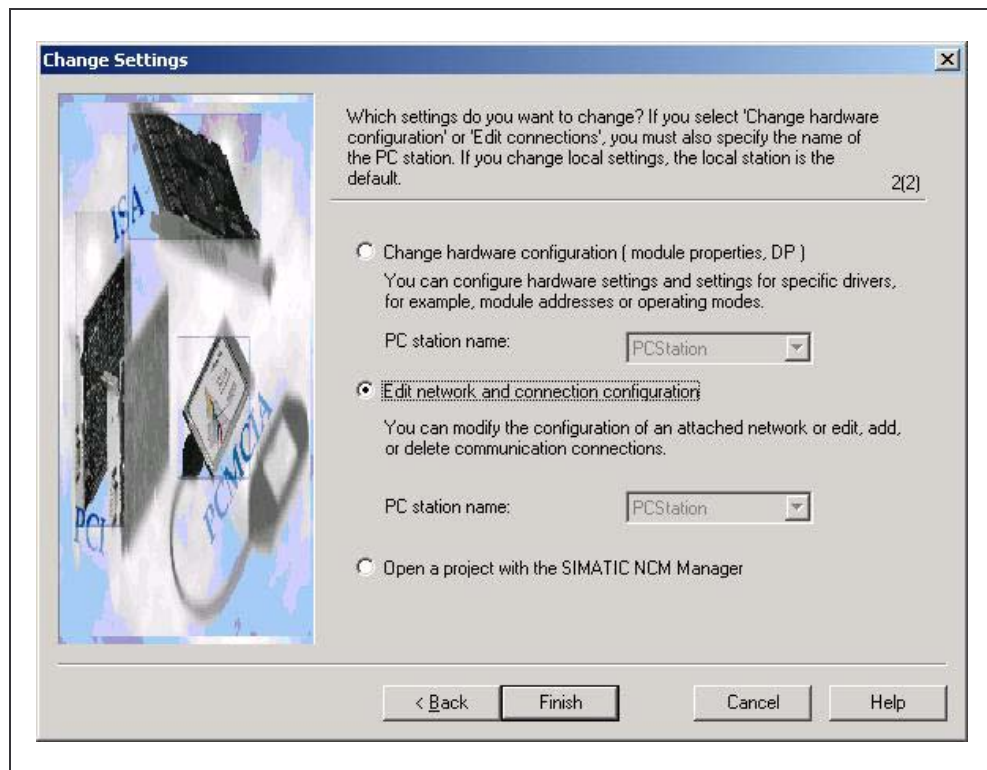 Change Settings
Which settings do you want to change? If you select 'Change hardware
configuration' or 'Edit connections', you must also specify the name of
the PC station. If you change local settings, the local station is the
default.
2(2)
ISA
PCI
PCMCIA
Change hardware configuration ( module properties, DP )
You can configure hardware settings and settings for specific drivers,
for example, module addresses or operating modes.
PC station name:
PCStation
Edit network and connection configuration
You can modify the configuration of an attached network or edit, add,
or delete communication connections.
PC station name:
PCStation
Open a project with the SIMATIC NCM Manager
< Back
Finish
Cancel
Help